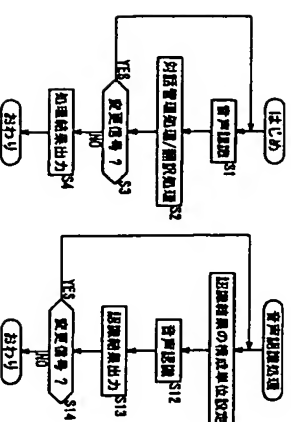 はじめ
音声認識
S1
対話管理処理/翻訳処理
S2
変更信号?
S3
YES
NO
処理結果出力
S4
おわり
音声認識処理
認識結果の構成単位設定
音声認識
S12
認識結果出力
S13
変更信号?
S14
YES
NO
おわり